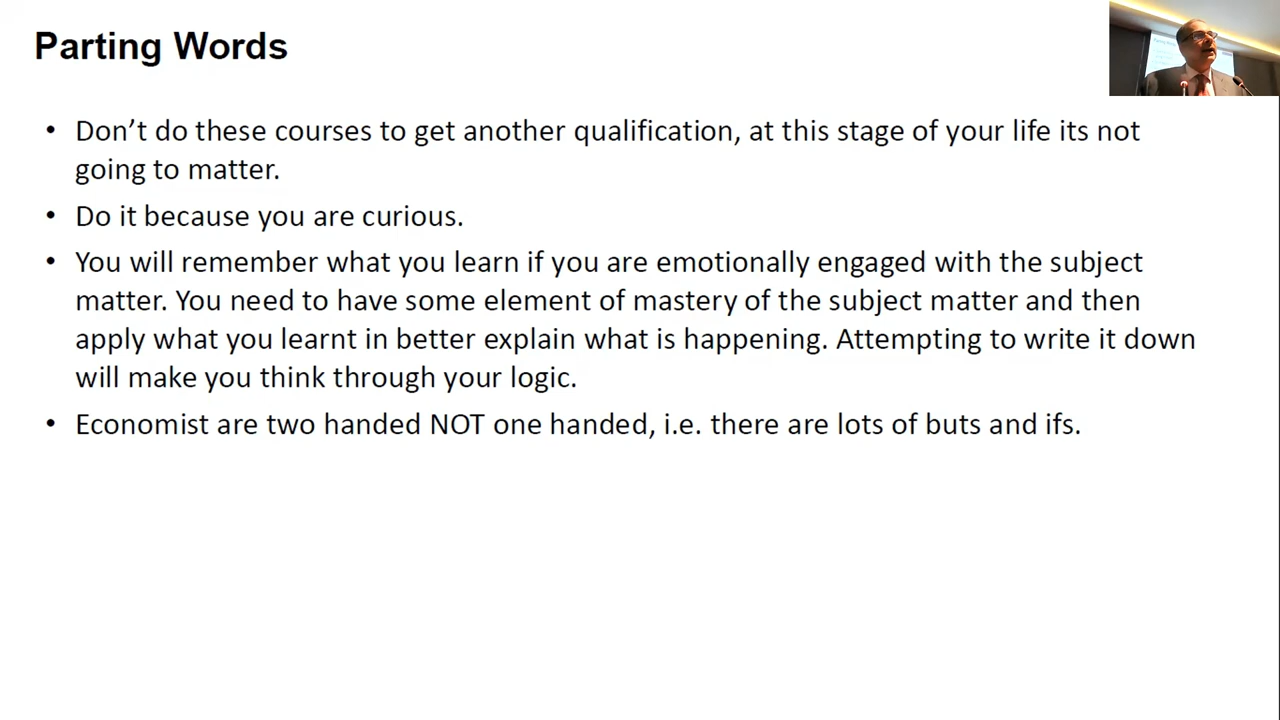 Parting Words
• Don’t do these courses to get another qualification, at this stage of your life its not
going to matter.
• Do it because you are curious.
• You will remember what you learn if you are emotionally engaged with the subject
matter. You need to have some element of mastery of the subject matter and then
apply what you learnt in better explain what is happening. Attempting to write it down
will make you think through your logic.
• Economist are two handed NOT one handed, i.e. there are lots of buts and ifs.